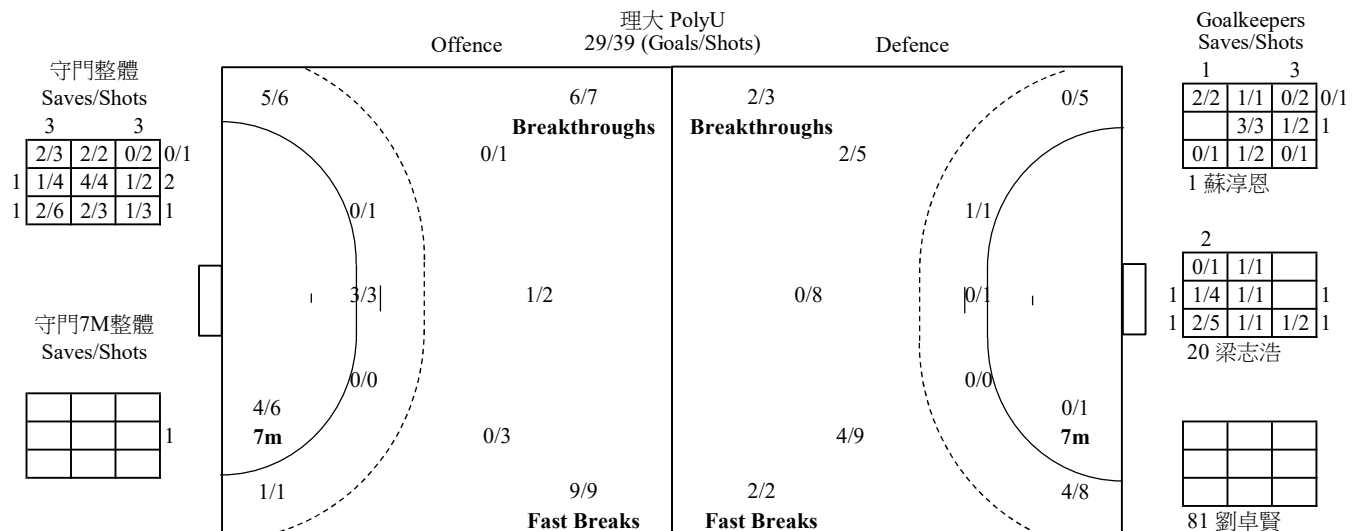 理大 PolyU
29/39 (Goals/Shots)
Offence
Defence
守門整體
Saves/Shots
3 3
2/3 2/2 0/2 0/1
1 1/4 4/4 1/2 2
1 2/6 2/3 1/3 1
守門7M整體
Saves/Shots
1
5/6
6/7
Breakthroughs
0/1
0/1
3/3
1/2
0/0
4/6
7m
0/3
1/1
9/9
Fast Breaks
2/3
Breakthroughs
0/5
2/5
1/1
0/8
0/1
0/0
0/1
7m
4/9
2/2
Fast Breaks
4/8
Goalkeepers
Saves/Shots
1 3
2/2 1/1 0/2 0/1
3/3 1/2 1
0/1 1/2 0/1
1 蘇淳恩
2
0/1 1/1
1 1/4 1/1 1
1 2/5 1/1 1/2 1
20 梁志浩
81 劉卓賢